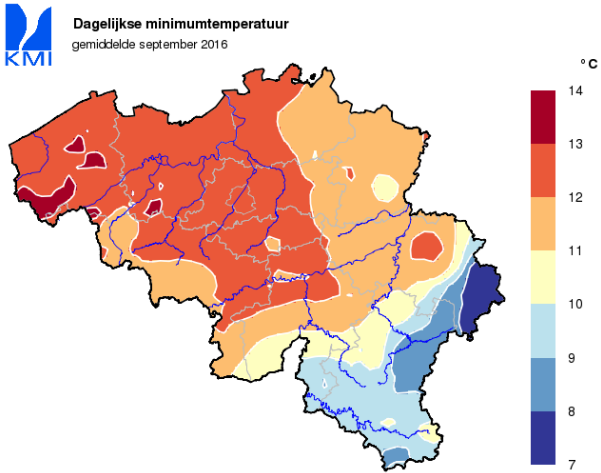 Dagelijkse minimumtemperatuur
gemiddelde september 2016
KMI
° C
14
13
12
11
10
9
8
7